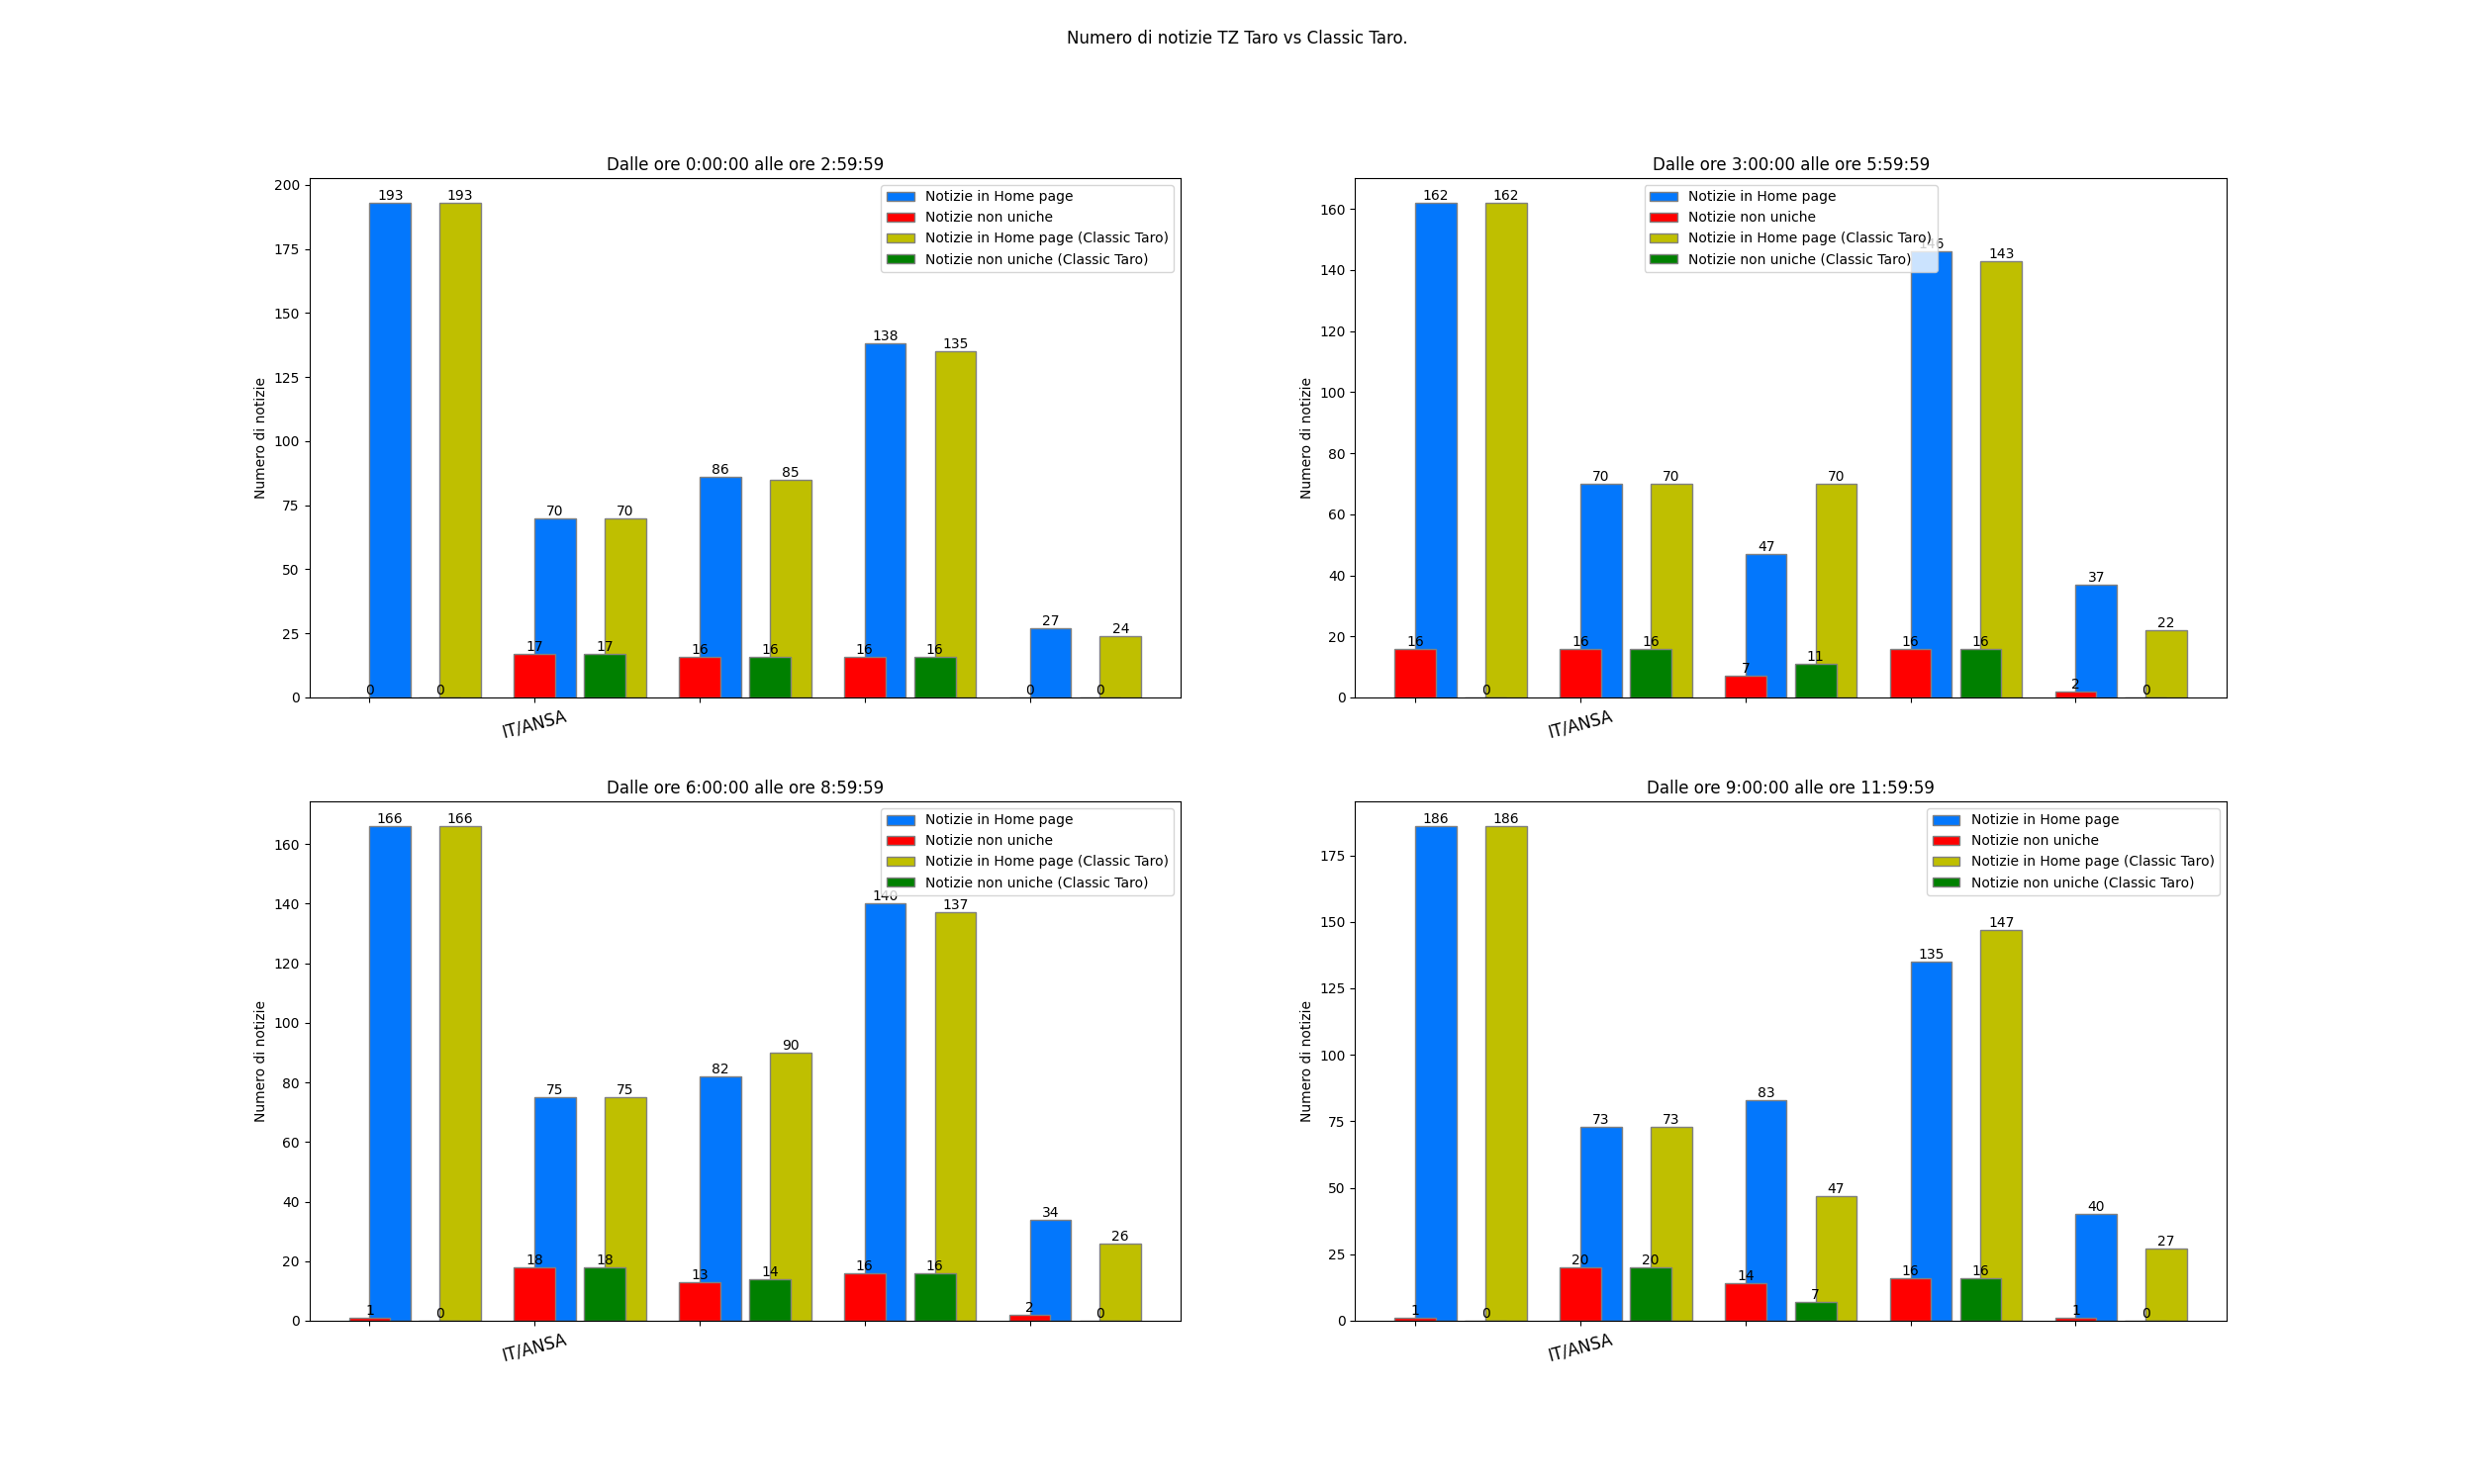 Numero di notizie TZ Taro vs Classic Taro.
Dalle ore 0:00:00 alle ore 2:59:59
Numero di notizie
200
175
150
125
100
75
50
25
0
Notizie in Home page
Notizie non uniche
Notizie in Home page (Classic Taro)
Notizie non uniche (Classic Taro)
193 193
138 135
86 85
70 70
27 24
0 0 17 17 16 16 16 16 0 0
IT/ANSA
Dalle ore 3:00:00 alle ore 5:59:59
Numero di notizie
160
140
120
100
80
60
40
20
0
Notizie in Home page
Notizie non uniche
Notizie in Home page (Classic Taro)
Notizie non uniche (Classic Taro)
162 162
146 143
70 70 70
47
37
22
16 0 16 16 7 11 16 16 2 0
IT/ANSA
Dalle ore 6:00:00 alle ore 8:59:59
Numero di notizie
160
140
120
100
80
60
40
20
0
Notizie in Home page
Notizie non uniche
Notizie in Home page (Classic Taro)
Notizie non uniche (Classic Taro)
166 166
140 137
82 90
75 75
34 26
1 0 18 18 13 14 16 16 2 0
IT/ANSA
Dalle ore 9:00:00 alle ore 11:59:59
Numero di notizie
175
150
125
100
75
50
25
0
Notizie in Home page
Notizie non uniche
Notizie in Home page (Classic Taro)
Notizie non uniche (Classic Taro)
186 186
135 147
83 47
73 73
40 27
1 0 20 20 14 7 16 16 1 0
IT/ANSA